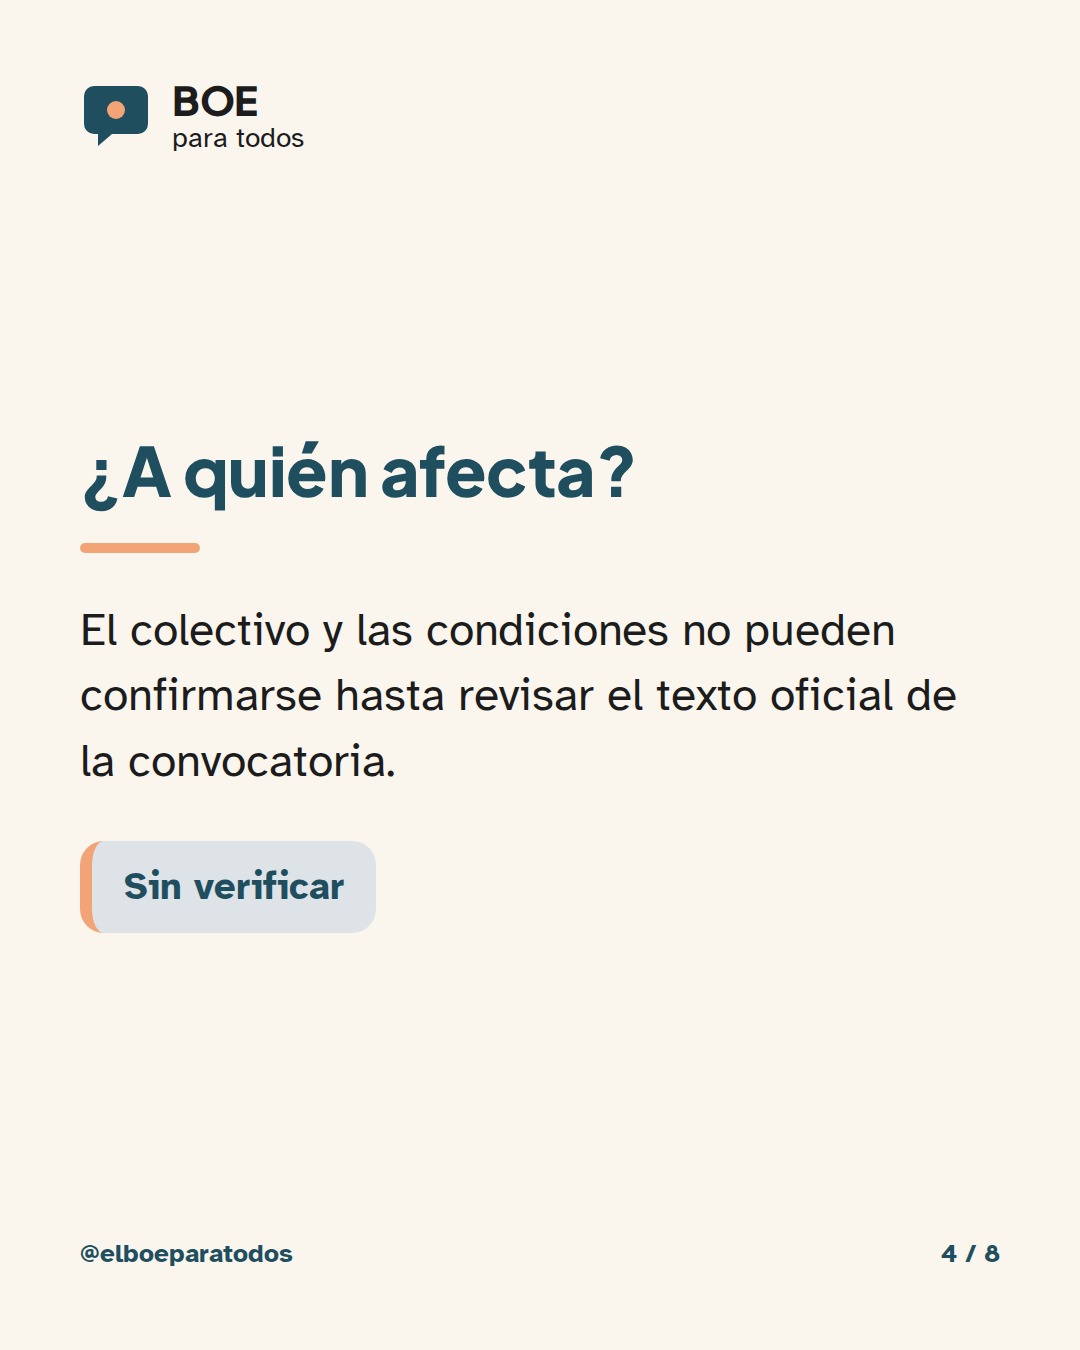 BOE
para todos
¿A quién afecta?
El colectivo y las condiciones no pueden
confirmarse hasta revisar el texto oficial de
la convocatoria.
Sin verificar
@elboeparatodos
4 / 8